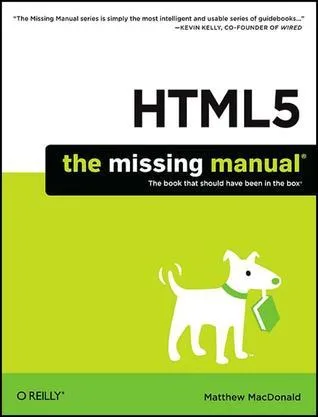 "The Missing Manual series is simply the most intelligent and usable series of guidebooks..."
—KEVIN KELLY, CO-FOUNDER OF WIRED
HTML5
the missing manual®
The book that should have been in the box®
O REILLY®
Matthew MacDonald